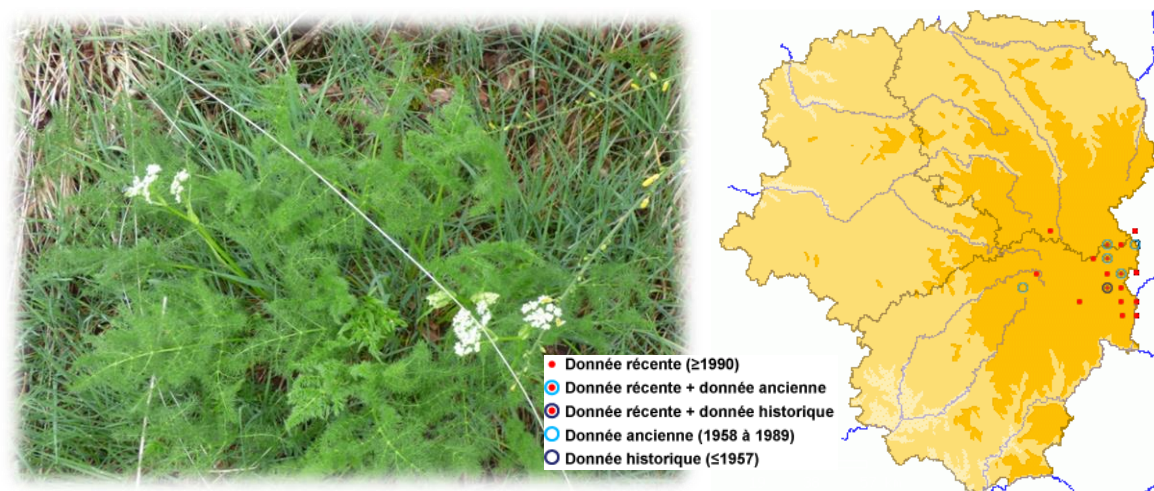 Donnée récente (≥1990)
Donnée récente + donnée ancienne
Donnée récente + donnée historique
Donnée ancienne (1958 à 1989)
Donnée historique (≤1957)